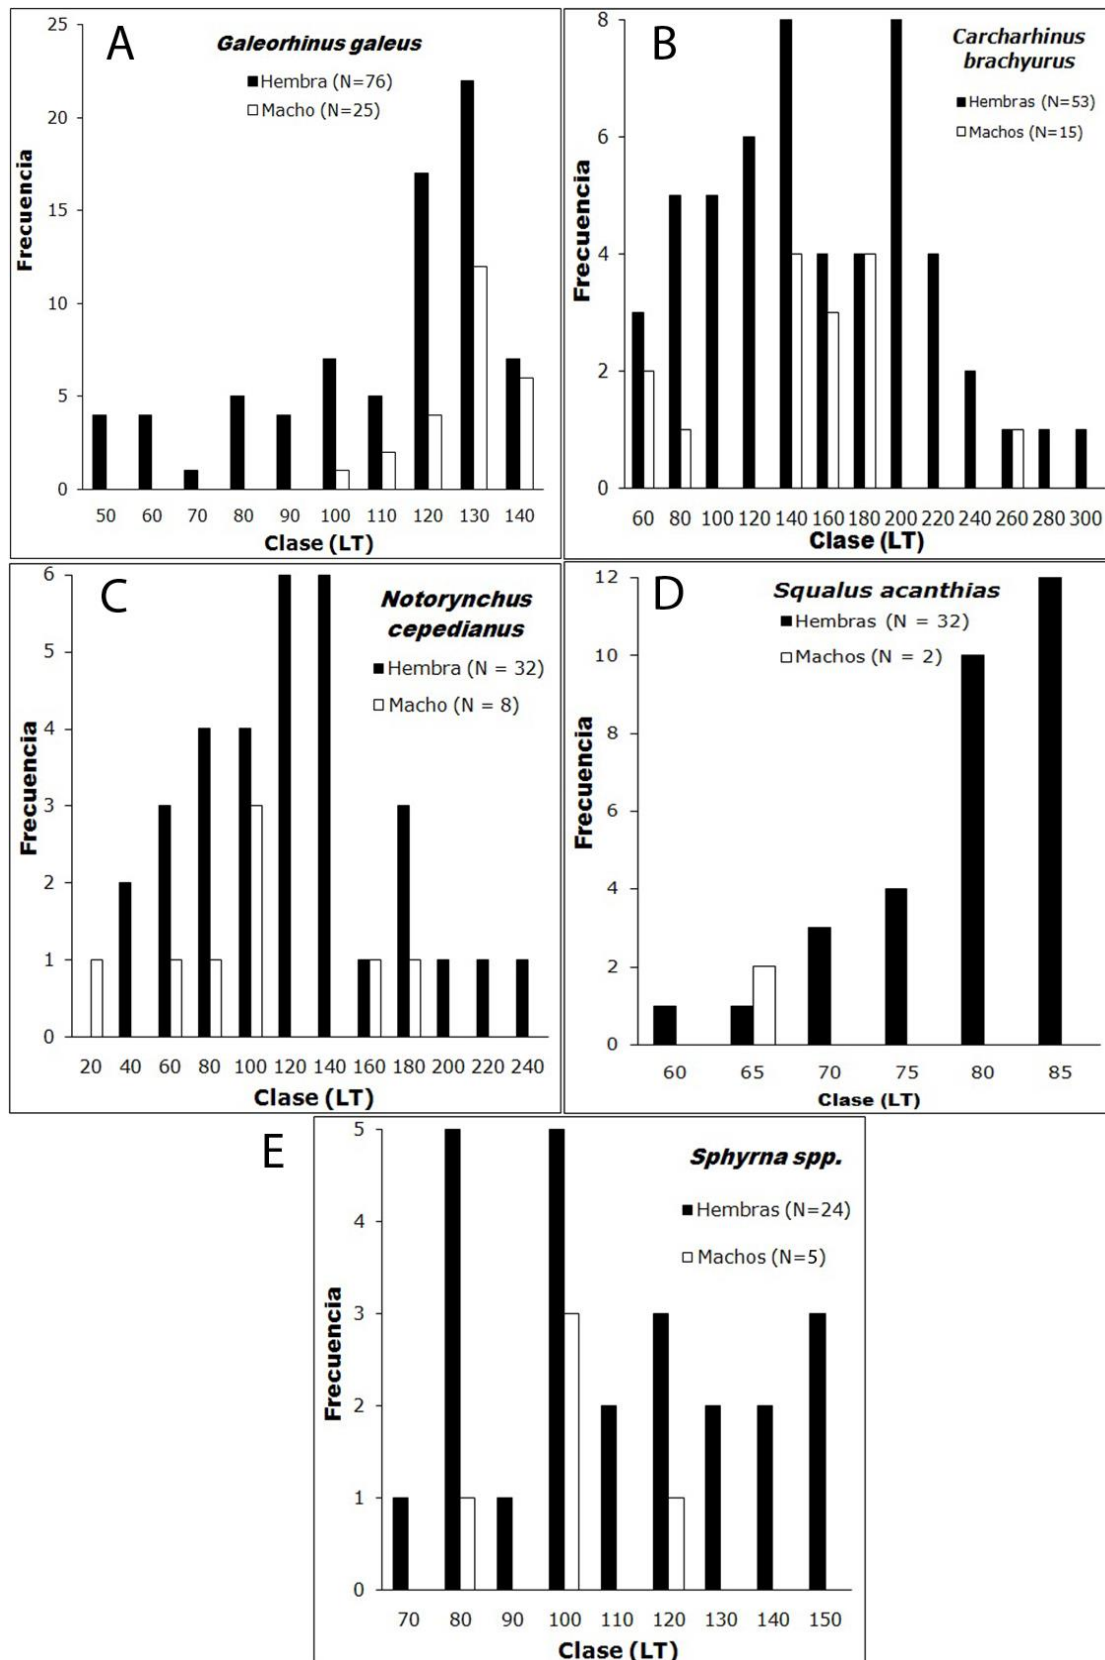 A
Galeorhinus galeus
Hembra (N=76)
Macho (N=25)
Frecuencia
25
20
15
10
5
0
50 60 70 80 90 100 110 120 130 140
Clase (LT)
B
Carcharhinus
brachyurus
Hembras (N=53)
Machos (N=15)
Frecuencia
8
6
4
2
0
60 80 100 120 140 160 180 200 220 240 260 280 300
Clase (LT)
C
Notorynchus
cepedianus
Hembra (N = 32)
Macho (N = 8)
Frecuencia
6
5
4
3
2
1
0
20 40 60 80 100 120 140 160 180 200 220 240
Clase (LT)
D
Squalus acanthias
Hembras (N = 32)
Machos (N = 2)
Frecuencia
12
10
8
6
4
2
0
60 65 70 75 80 85
Clase (LT)
E
Sphyrna spp.
Hembras (N=24)
Machos (N=5)
Frecuencia
5
4
3
2
1
0
70 80 90 100 110 120 130 140 150
Clase (LT)